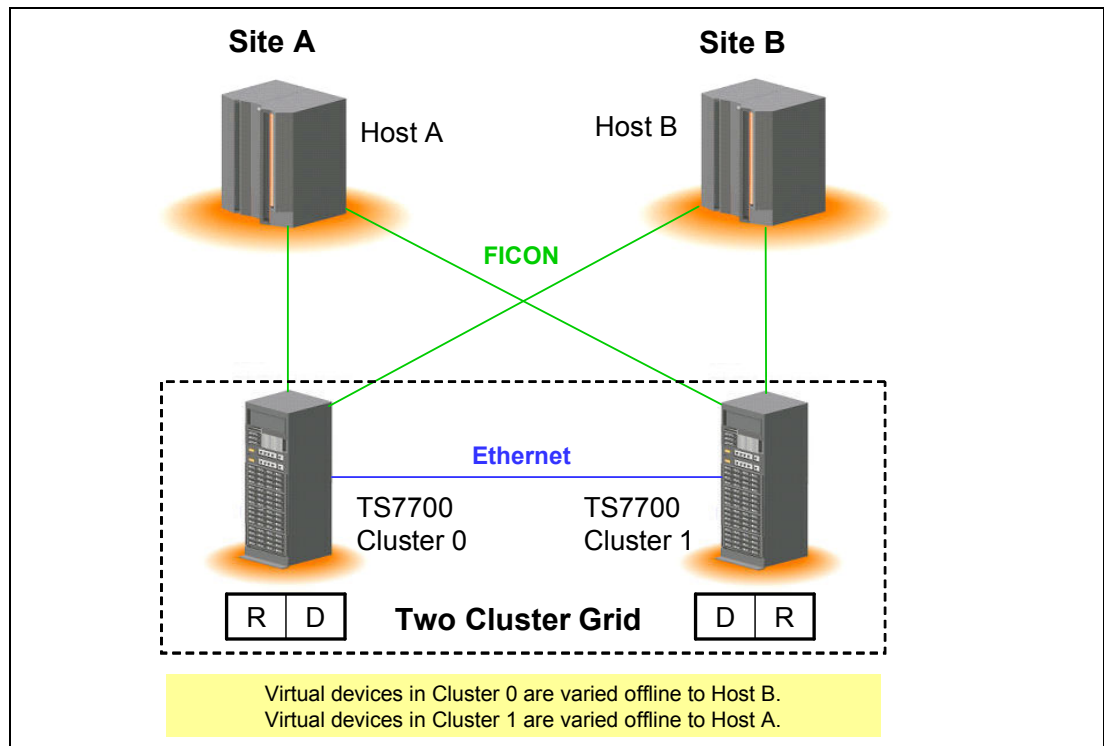 Site A
Site B
Host A
Host B
FICON
Ethernet
TS7700
Cluster 0
TS7700
Cluster 1
R D
Two Cluster Grid
D R
Virtual devices in Cluster 0 are varied offline to Host B.
Virtual devices in Cluster 1 are varied offline to Host A.